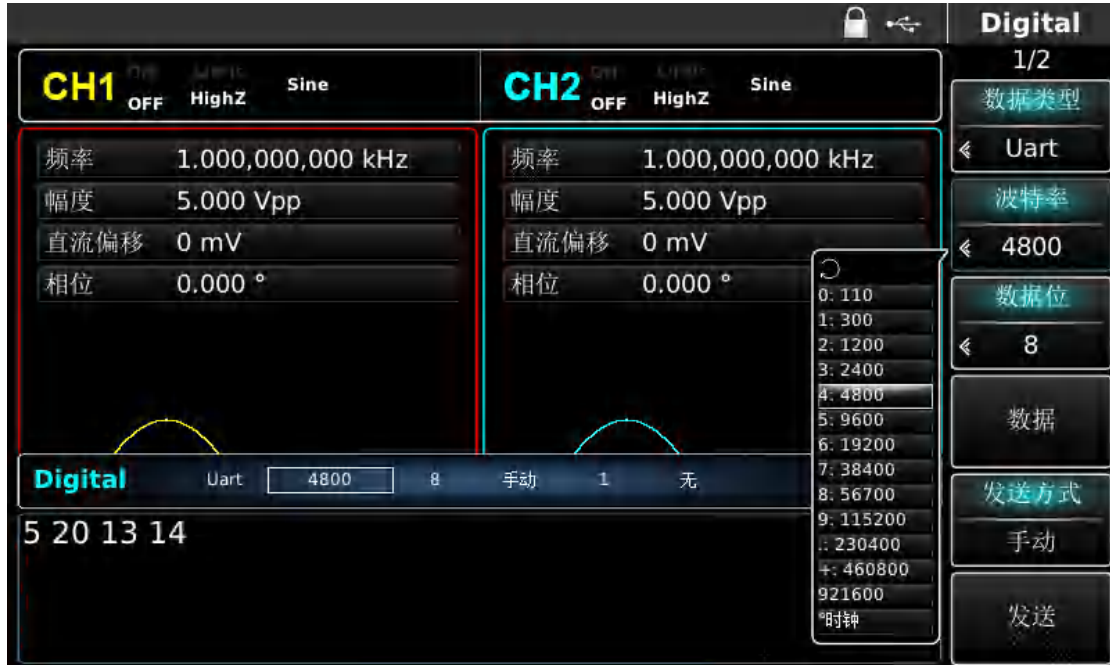 Digital
1/2
CH1 OFF HighZ Sine
CH2 OFF HighZ Sine
频率 1.000,000,000 kHz
幅度 5.000 Vpp
直流偏移 0 mV
相位 0.000 °
频率 1.000,000,000 kHz
幅度 5.000 Vpp
直流偏移 0 mV
相位 0.000 °
0: 110
1: 300
2: 1200
3: 2400
4: 4800
5: 9600
6: 19200
7: 38400
8: 56700
9: 115200
.: 230400
+: 460800
921600
°时钟
数据类型
Uart
波特率
4800
数据位
8
数据
发送方式
手动
发送
Digital Uart 4800 8 手动 1 无
5 20 13 14